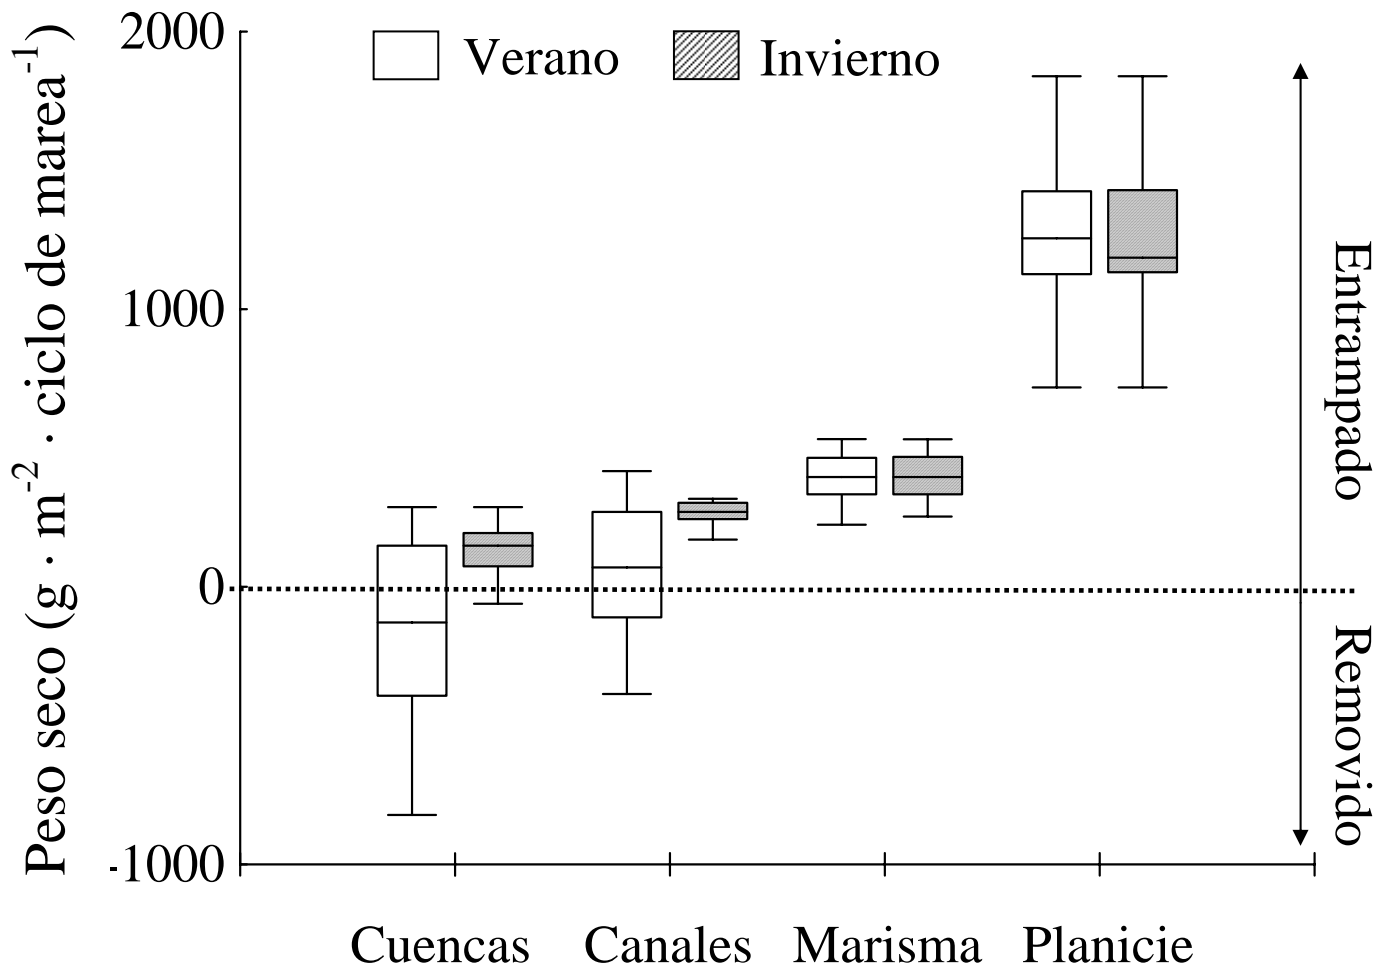 Peso seco (g · m-2 · ciclo de marea-1)
2000
1000
0
-1000
Verano
Invierno
Entrampado
Removido
Cuencas
Canales
Marisma
Planicie